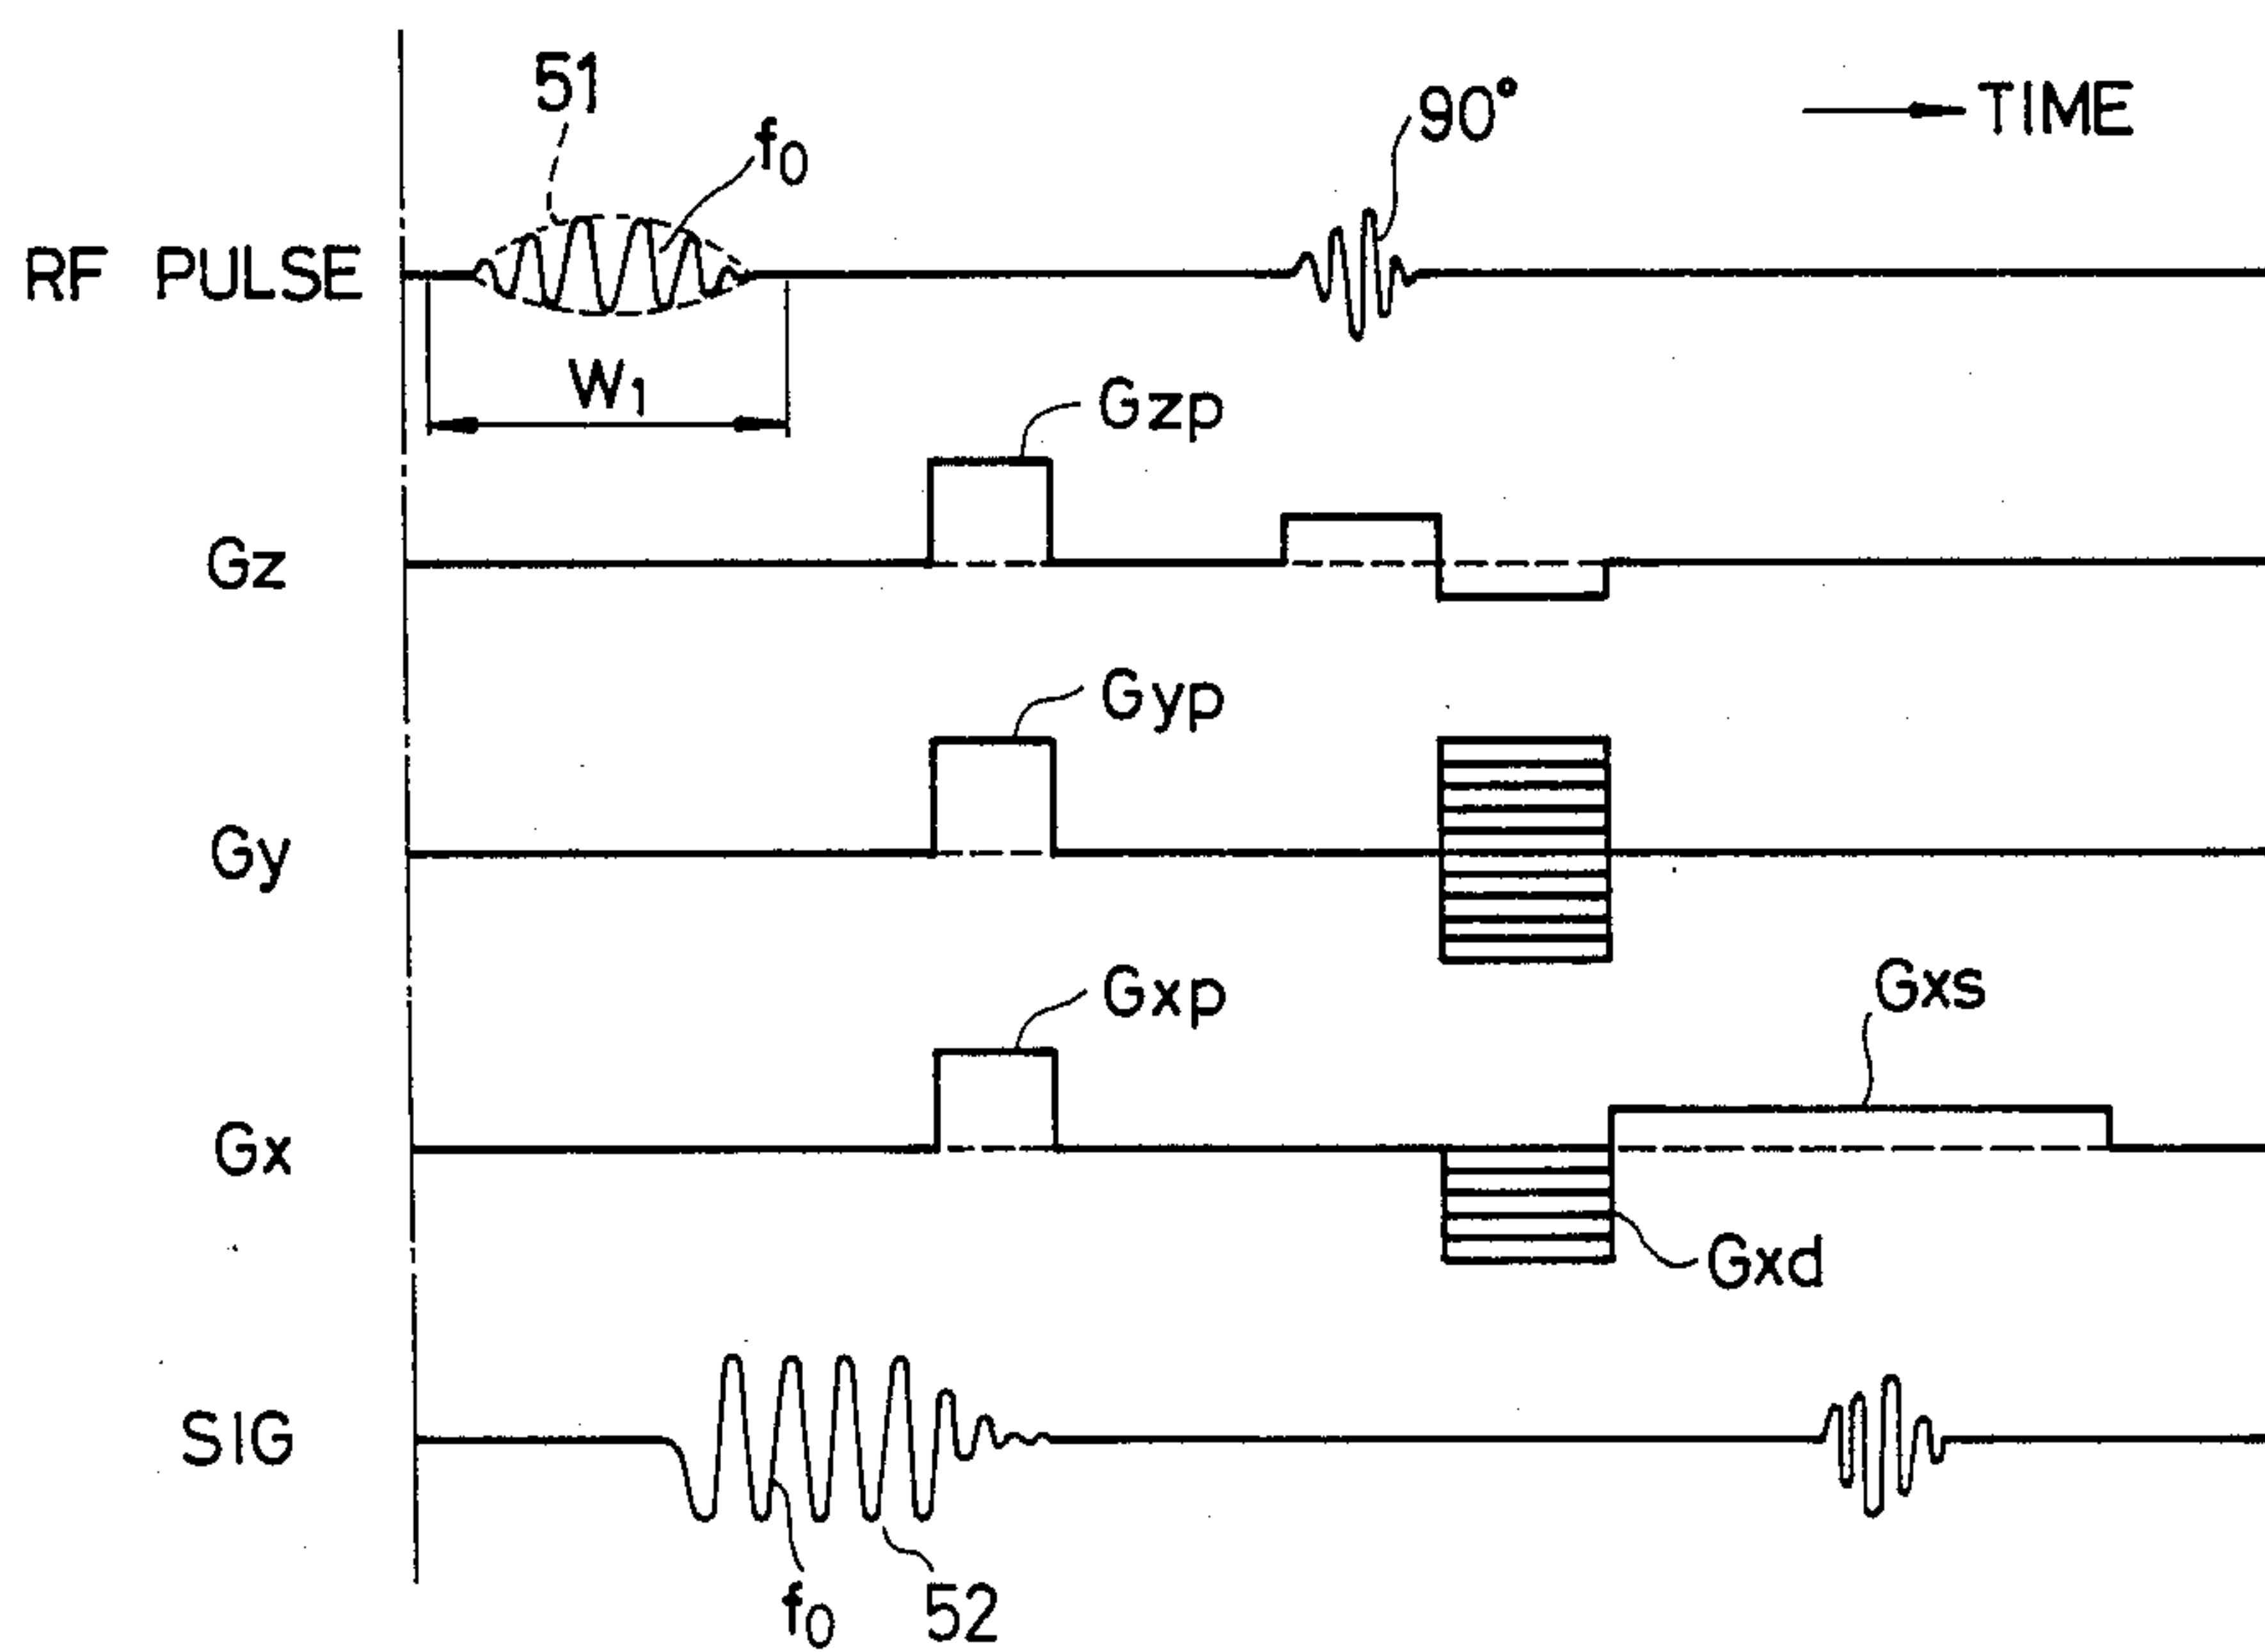 51
f0
90°
TIME
RF PULSE
W1
Gzp
Gz
Gyp
Gy
Gxp
Gxs
Gx
Gxd
SIG
f0
52